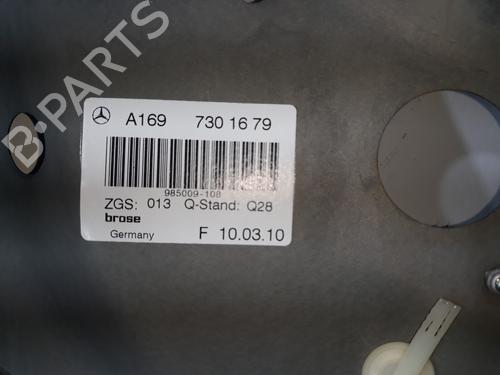 A169 730 16 79
985009-108
ZGS: 013 Q-Stand: Q28
brose
Germany F 10.03.10
B-PARTS